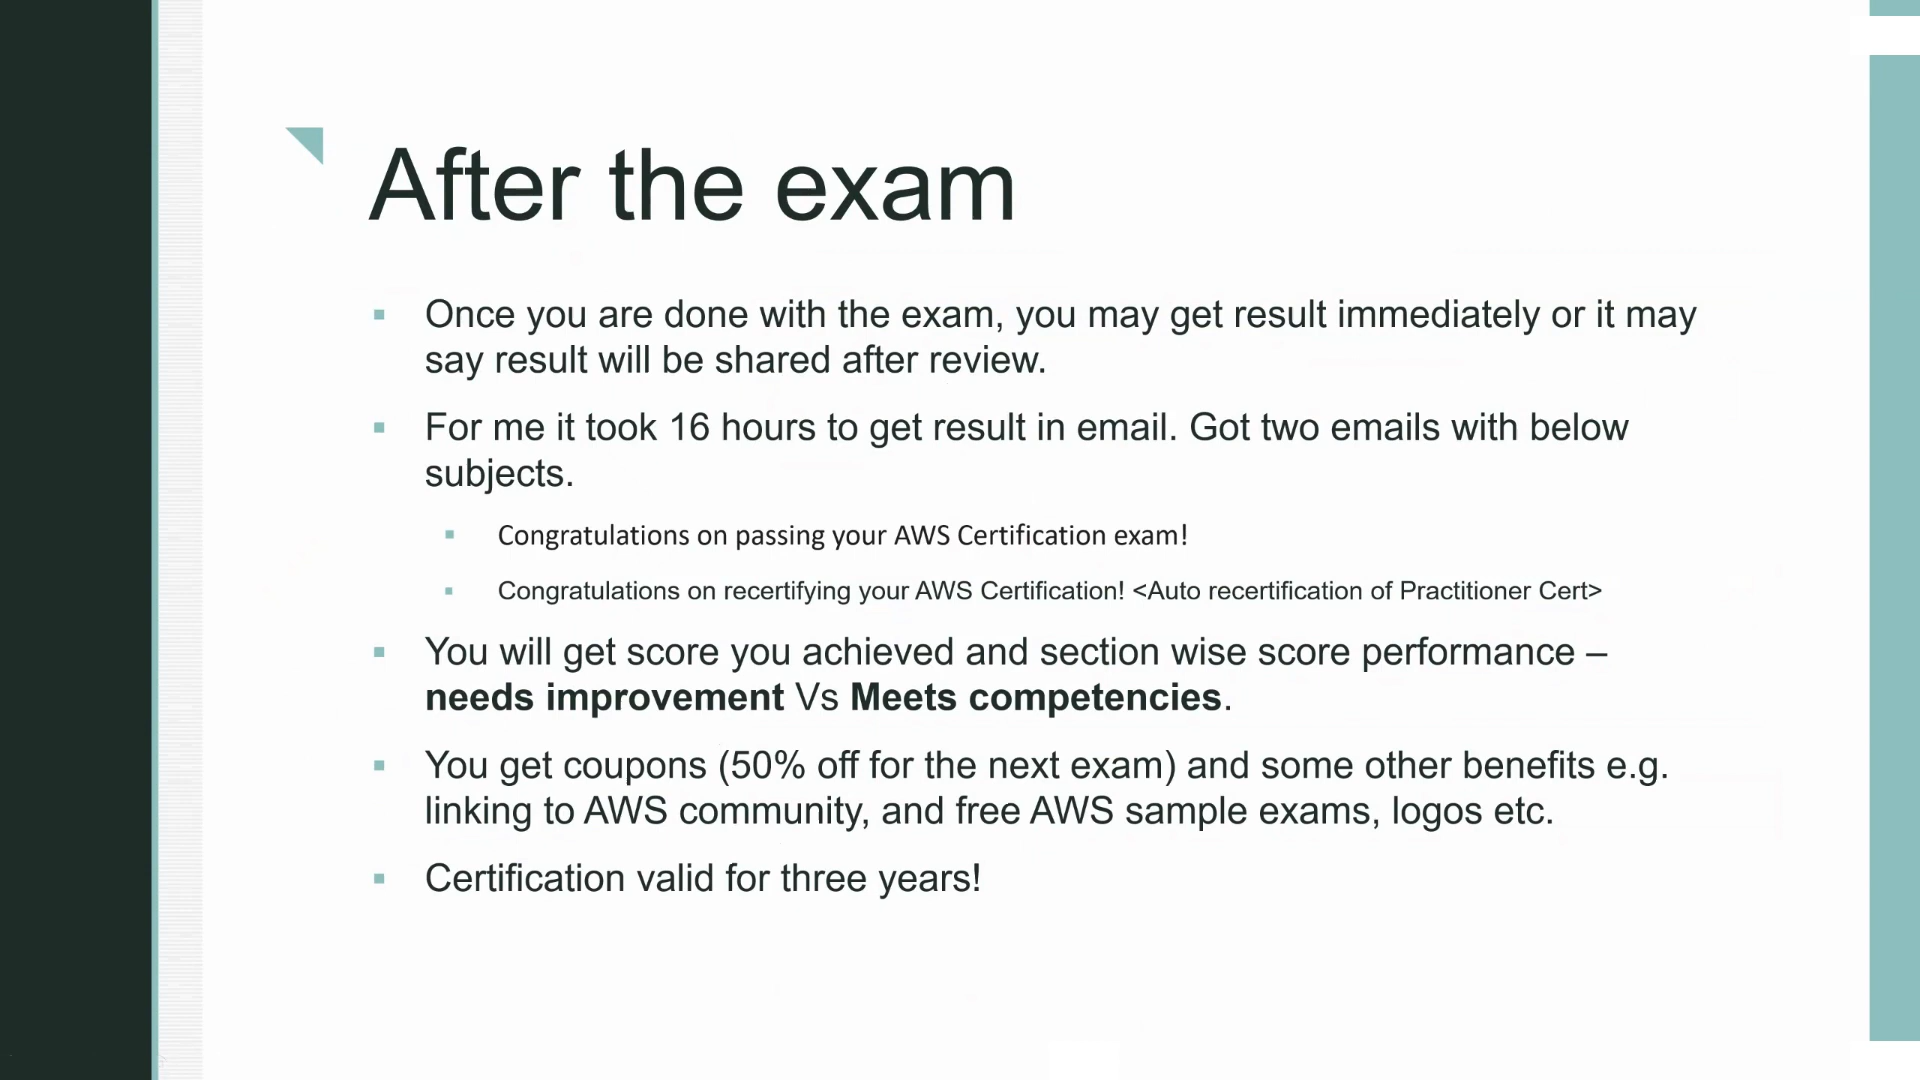 After the exam
Once you are done with the exam, you may get result immediately or it may
say result will be shared after review.
For me it took 16 hours to get result in email. Got two emails with below
subjects.
Congratulations on passing your AWS Certification exam!
Congratulations on recertifying your AWS Certification! <Auto recertification of Practitioner Cert>
You will get score you achieved and section wise score performance –
needs improvement Vs Meets competencies.
You get coupons (50% off for the next exam) and some other benefits e.g.
linking to AWS community, and free AWS sample exams, logos etc.
Certification valid for three years!